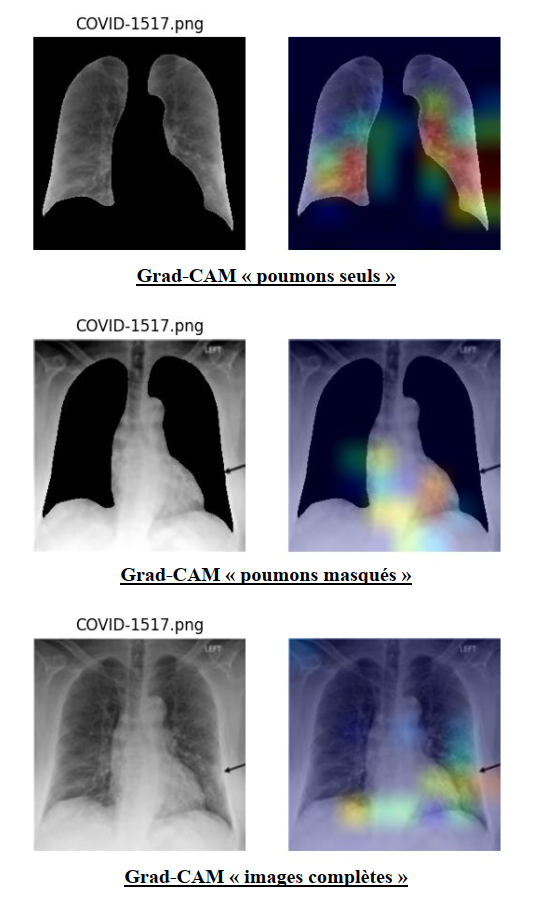 COVID-1517.png
Grad-CAM « poumons seuls »
COVID-1517.png
LEFT
LEFT
Grad-CAM « poumons masqués »
COVID-1517.png
LEFT
LEFT
Grad-CAM « images complètes »